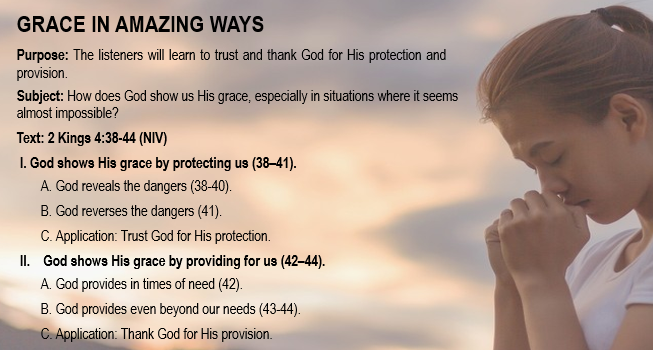 GRACE IN AMAZING WAYS
Purpose: The listeners will learn to trust and thank God for His protection and
provision.
Subject: How does God show us His grace, especially in situations where it seems
almost impossible?
Text: 2 Kings 4:38-44 (NIV)
I. God shows His grace by protecting us (38–41).
A. God reveals the dangers (38-40).
B. God reverses the dangers (41).
C. Application: Trust God for His protection.
II. God shows His grace by providing for us (42–44).
A. God provides in times of need (42).
B. God provides even beyond our needs (43-44).
C. Application: Thank God for His provision.